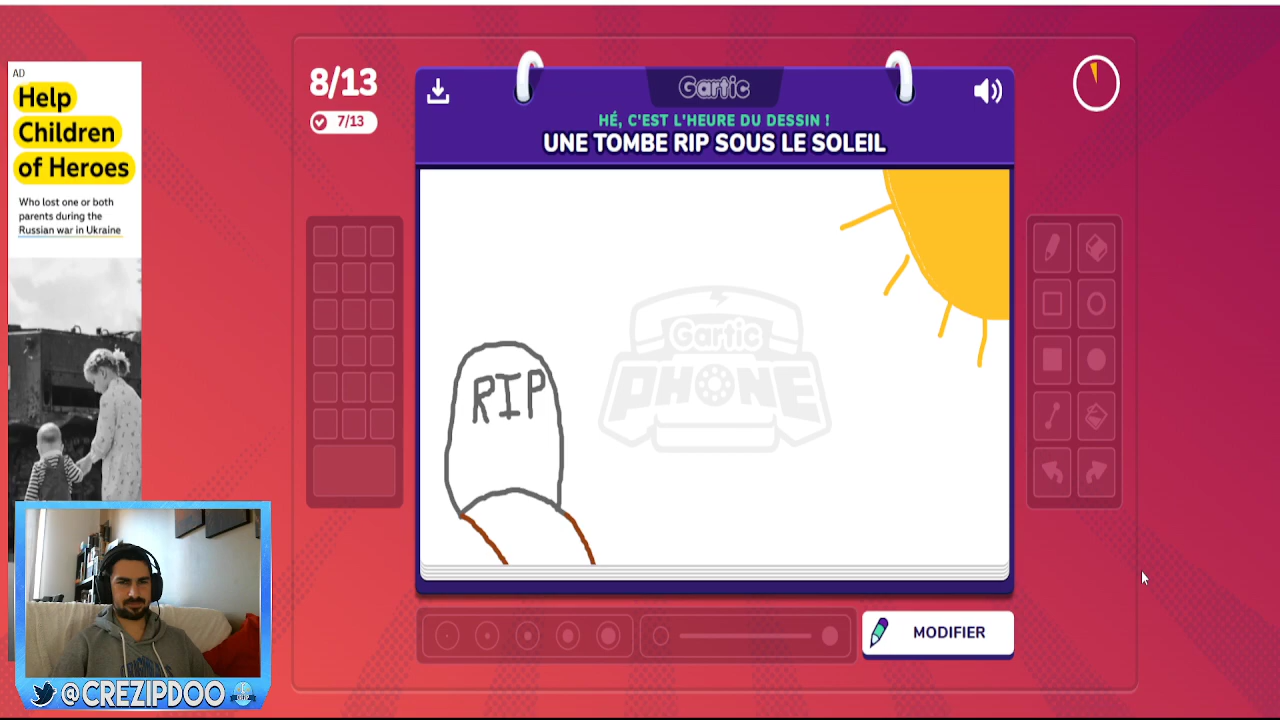 AD
Help
Children
of Heroes
Who lost one or both
parents during the
Russian war in Ukraine
8/13
7/13
Gartic
HÉ, C'EST L'HEURE DU DESSIN !
UNE TOMBE RIP SOUS LE SOLEIL
Gartic
PHONE
RIP
MODIFIER
@CREZIPDOO